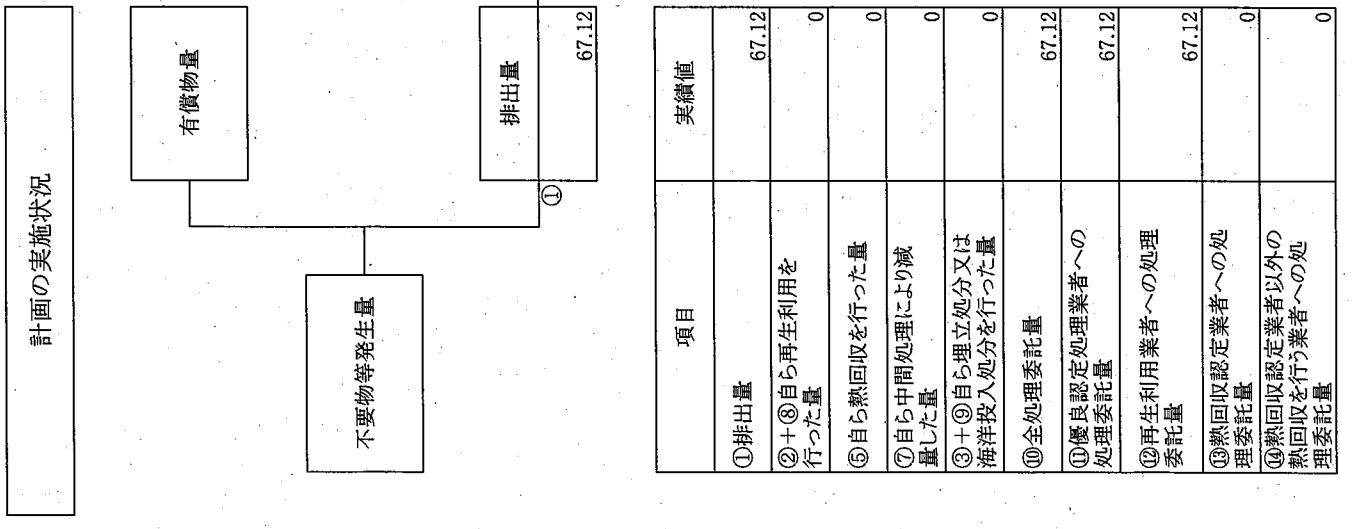 計画の実施状況
有償物量
不要物等発生量
排出量
①
67.12
項目
実績値
①排出量
67.12
②+⑧自ら再生利用を
行った量
0
⑤自ら熱回収を行った量
0
⑦自ら中間処理により減
量した量
0
③+⑨自ら埋立処分又は
海洋投入処分を行った量
0
⑩全処理委託量
67.12
⑪優良認定処理業者への
処理委託量
67.12
⑫再生利用業者への処理
委託量
67.12
⑬熱回収認定業者への処
理委託量
0
⑭熱回収認定業者以外の
熱回収を行う業者への処
理委託量
0